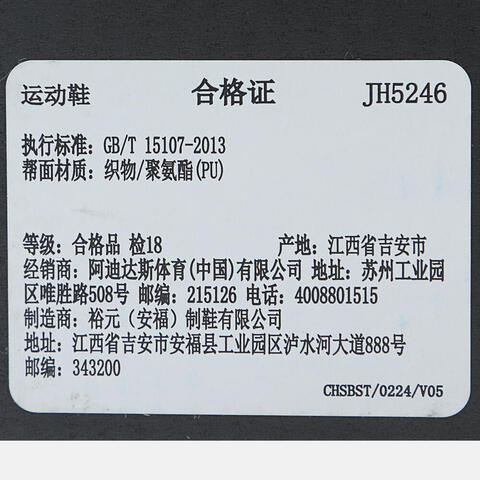 运动鞋 合格证 JH5246
执行标准: GB/T 15107-2013
帮面材质: 织物/聚氨酯(PU)
等级: 合格品 检18 产地: 江西省吉安市
经销商: 阿迪达斯体育(中国)有限公司 地址: 苏州工业园
区唯胜路508号 邮编: 215126 电话: 4008801515
制造商: 裕元（安福）制鞋有限公司
地址: 江西省吉安市安福县工业园区泸水河大道888号
邮编: 343200
CHSBST/0224/V05